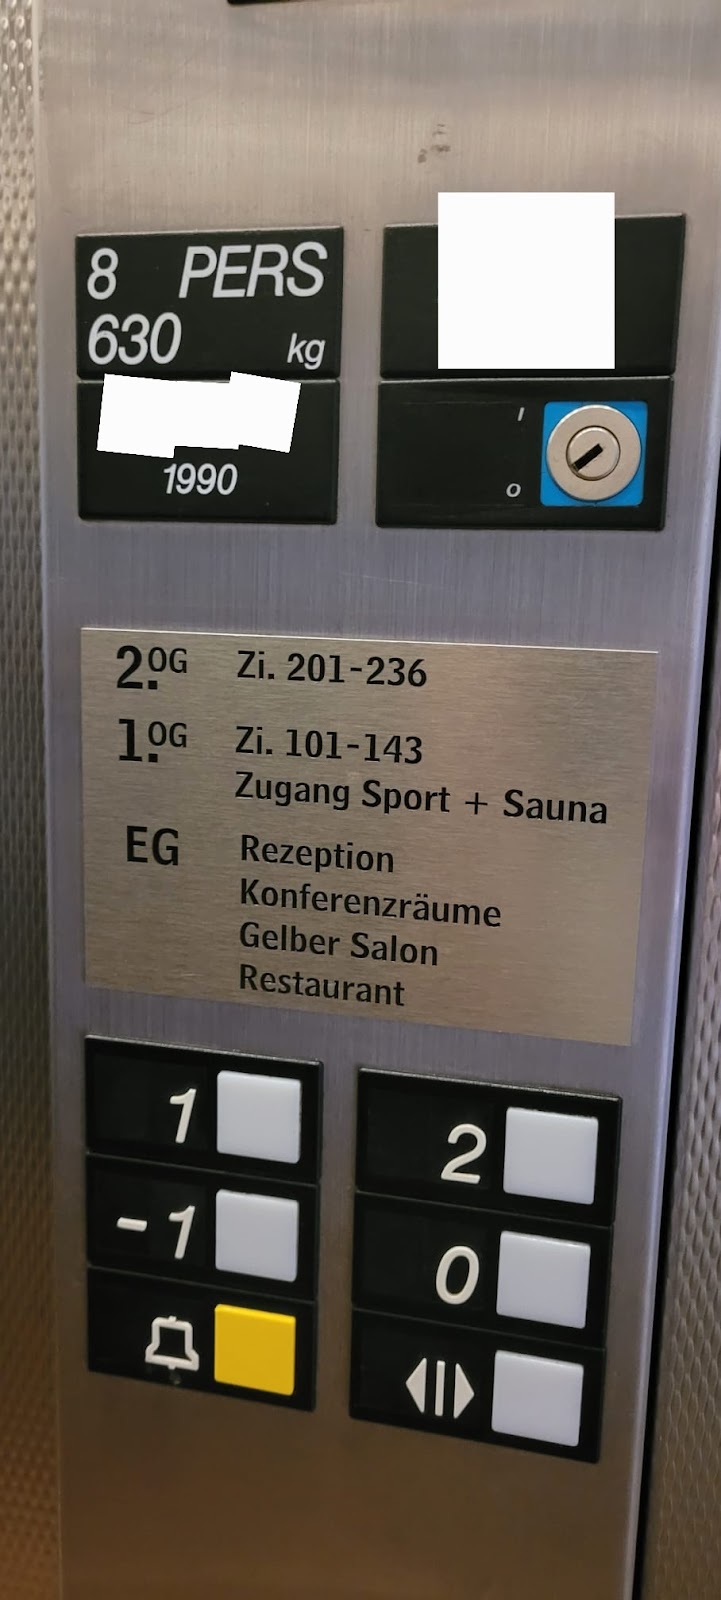 8 PERS
630 kg
1990
I
O
2.OG Zi. 201-236
1.OG Zi. 101-143
Zugang Sport + Sauna
EG Rezeption
Konferenzräume
Gelber Salon
Restaurant
1
2
-1
0